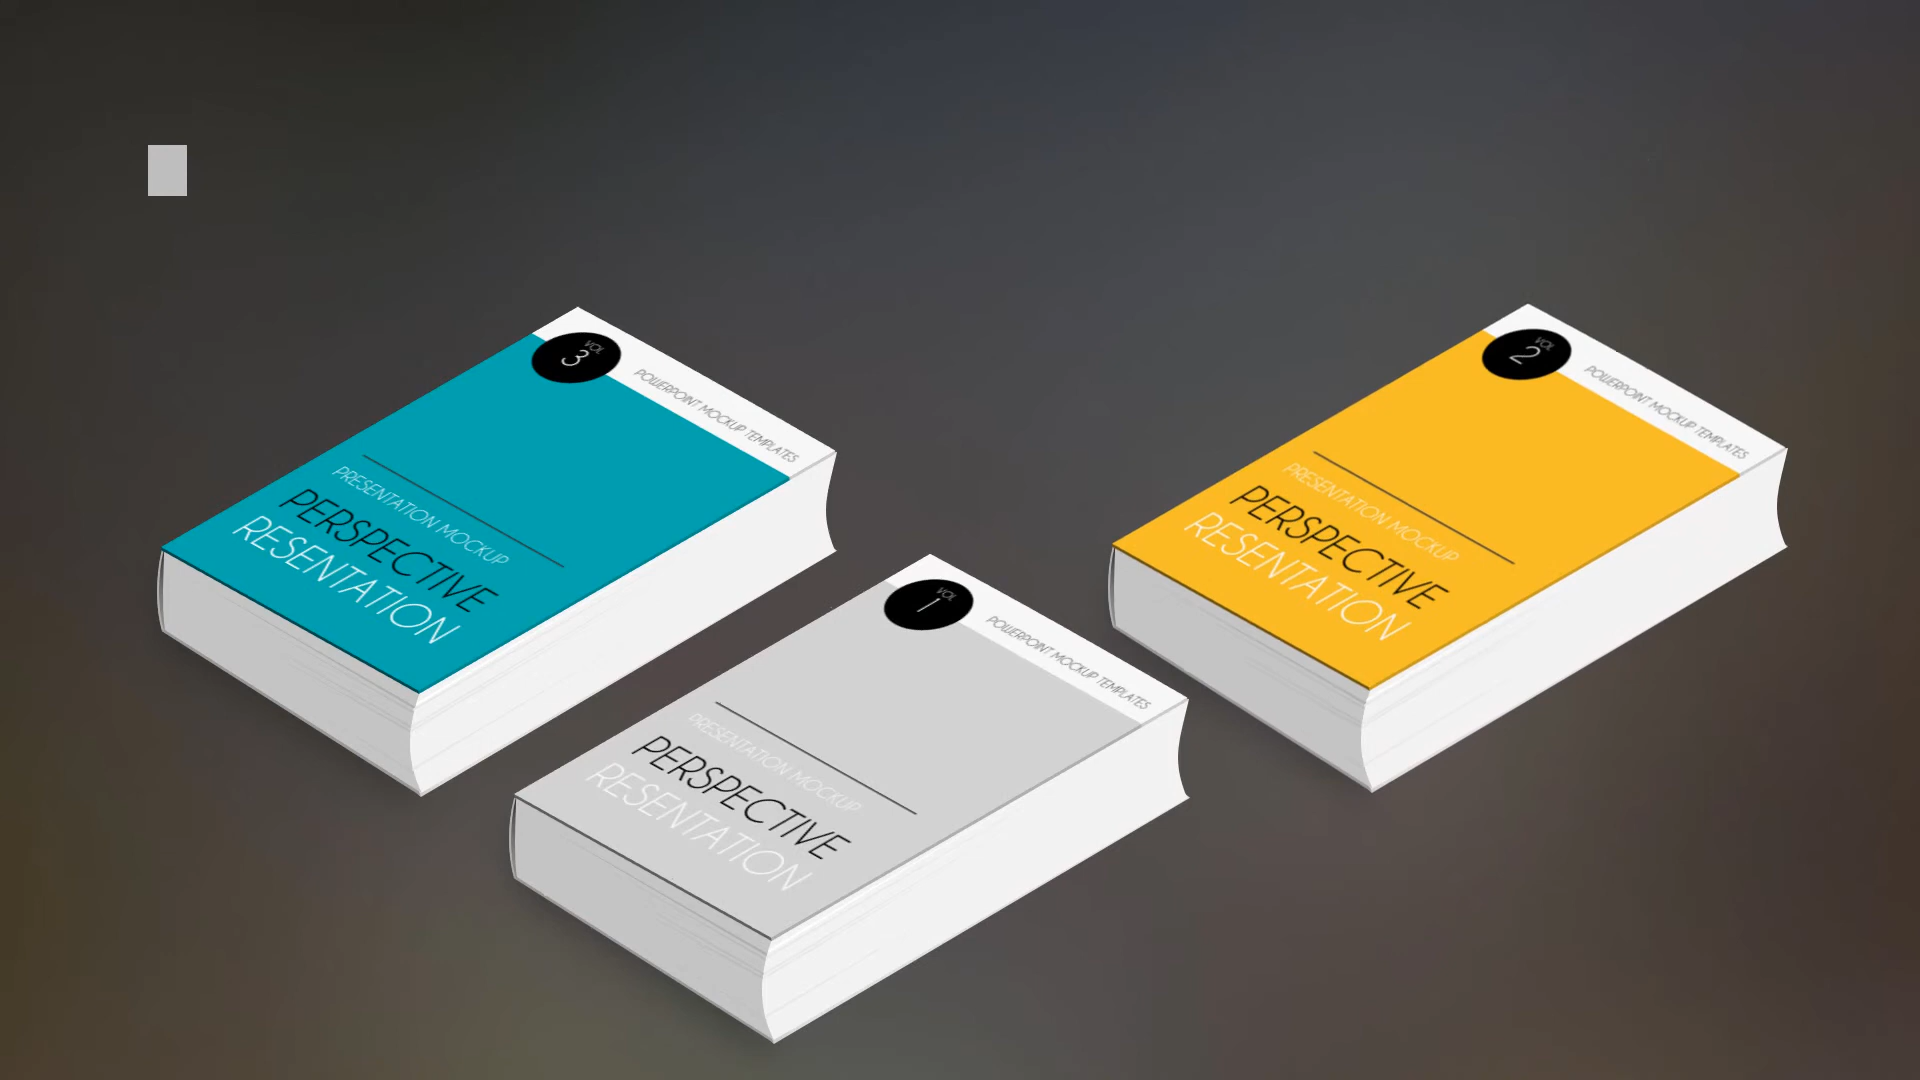 VOL
3
POWERPOINT MOCKUP TEMPLATES
PRESENTATION MOCKUP
PERSPECTIVE
RESENTATION
VOL
1
POWERPOINT MOCKUP TEMPLATES
PRESENTATION MOCKUP
PERSPECTIVE
RESENTATION
VOL
2
POWERPOINT MOCKUP TEMPLATES
PRESENTATION MOCKUP
PERSPECTIVE
RESENTATION